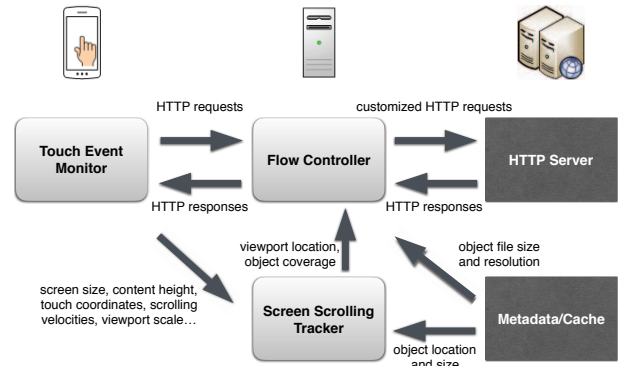 HTTP requests
customized HTTP requests
Touch Event
Monitor
Flow Controller
HTTP Server
HTTP responses
HTTP responses
viewport location,
object coverage
object file size
and resolution
screen size, content height,
touch coordinates, scrolling
velocities, viewport scale…
Screen Scrolling
Tracker
Metadata/Cache
object location
and size